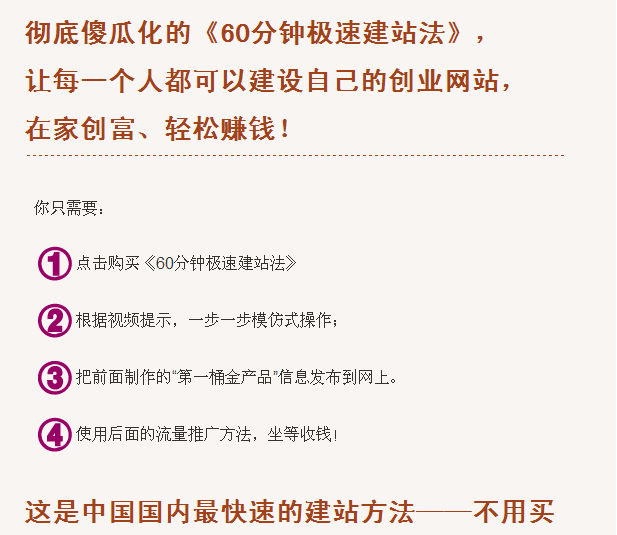 彻底傻瓜化的《60分钟极速建站法》，
让每一个人都可以建设自己的创业网站，
在家创富、轻松赚钱！
你只需要：
①点击购买《60分钟极速建站法》
②根据视频提示，一步一步模仿式操作；
③把前面制作的“第一桶金产品”信息发布到网上。
④使用后面的流量推广方法，坐等收钱！
这是中国国内最快速的建站方法——不用买